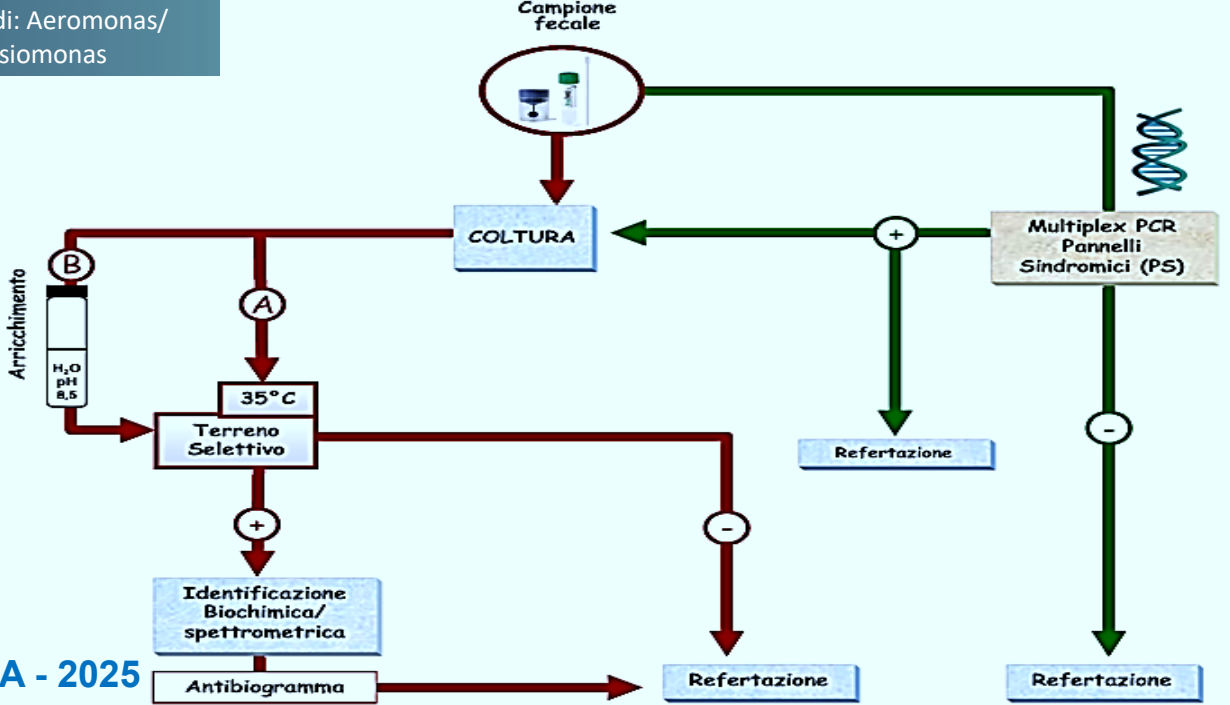 di: Aeromonas/
siomonas
Campione
fecale
COLTURA
+
Multiplex PCR
Pannelli
Sindromici (PS)
B
A
Arricchimento
H₂O
pH
8,5
35°C
Terreno
Selettivo
Refertazione
-
+
-
Identificazione
Biochimica/
spettrometrica
A - 2025
Antibiogramma
Refertazione
Refertazione